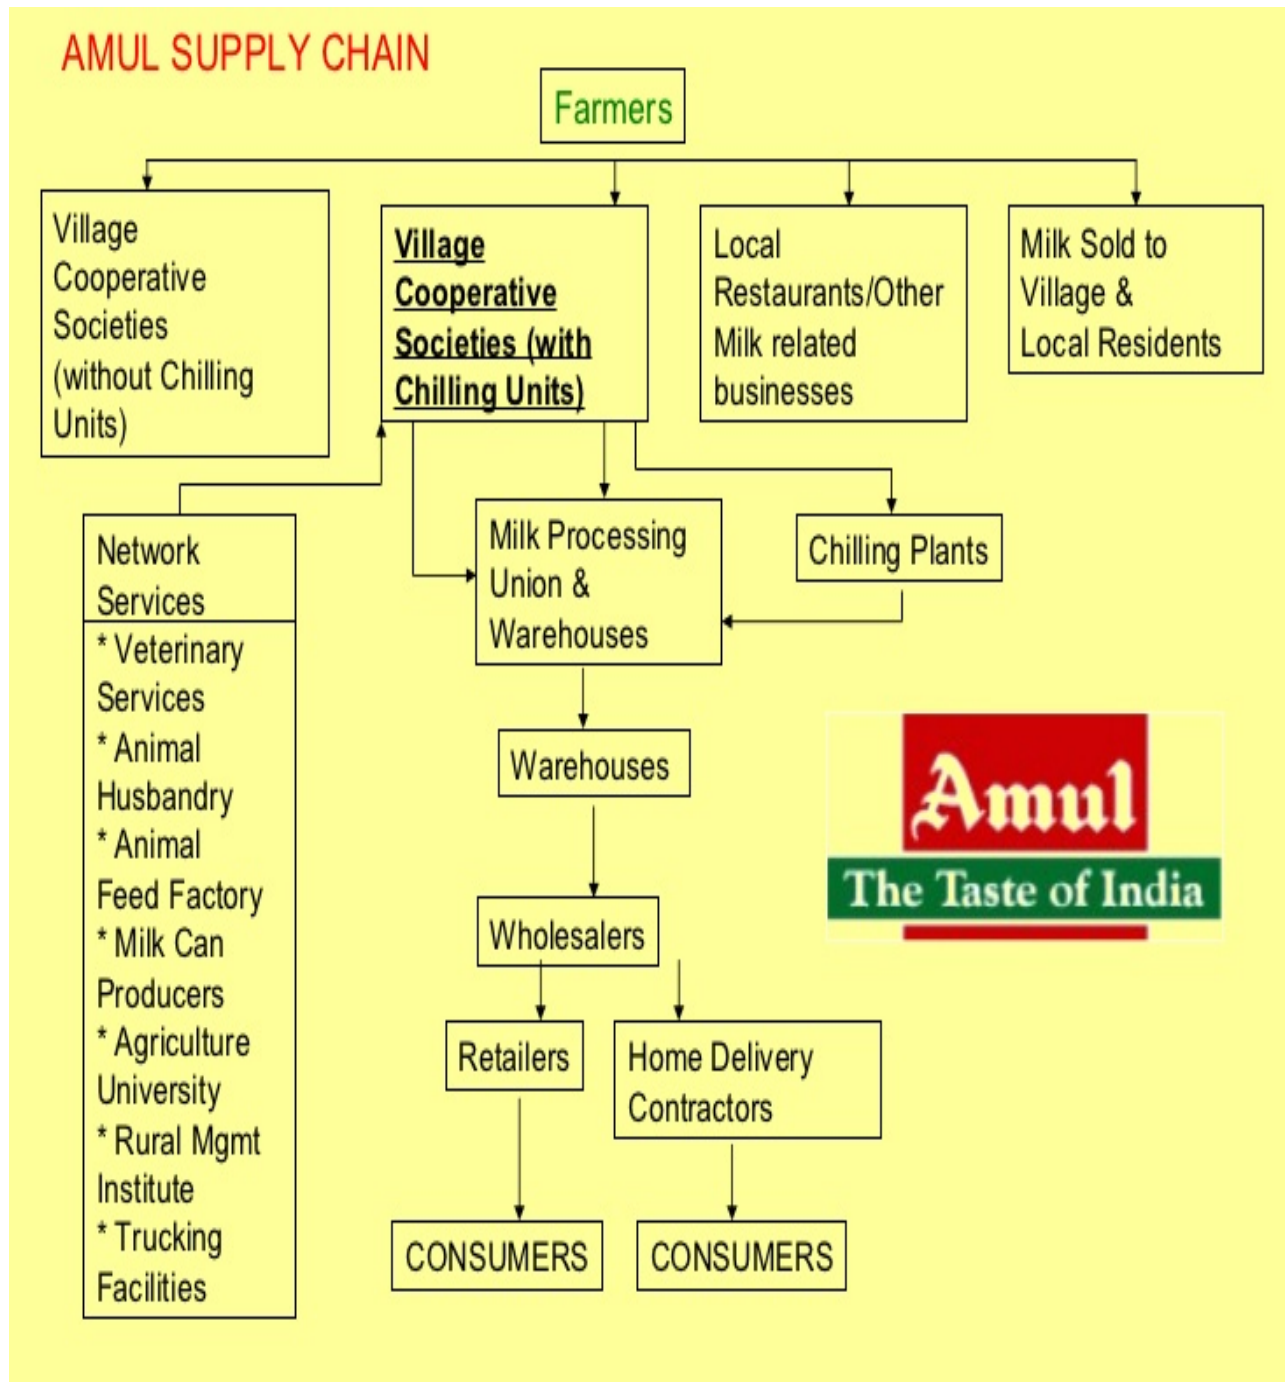 AMUL SUPPLY CHAIN
Farmers
Village
Cooperative
Societies
(without Chilling
Units)
Village
Cooperative
Societies (with
Chilling Units)
Local
Restaurants/Other
Milk related
businesses
Milk Sold to
Village &
Local Residents
Network
Services
* Veterinary
Services
* Animal
Husbandry
* Animal
Feed Factory
* Milk Can
Producers
* Agriculture
University
* Rural Mgmt
Institute
* Trucking
Facilities
Milk Processing
Union &
Warehouses
Chilling Plants
Warehouses
Wholesalers
Retailers
Home Delivery
Contractors
CONSUMERS
CONSUMERS
Amul
The Taste of India